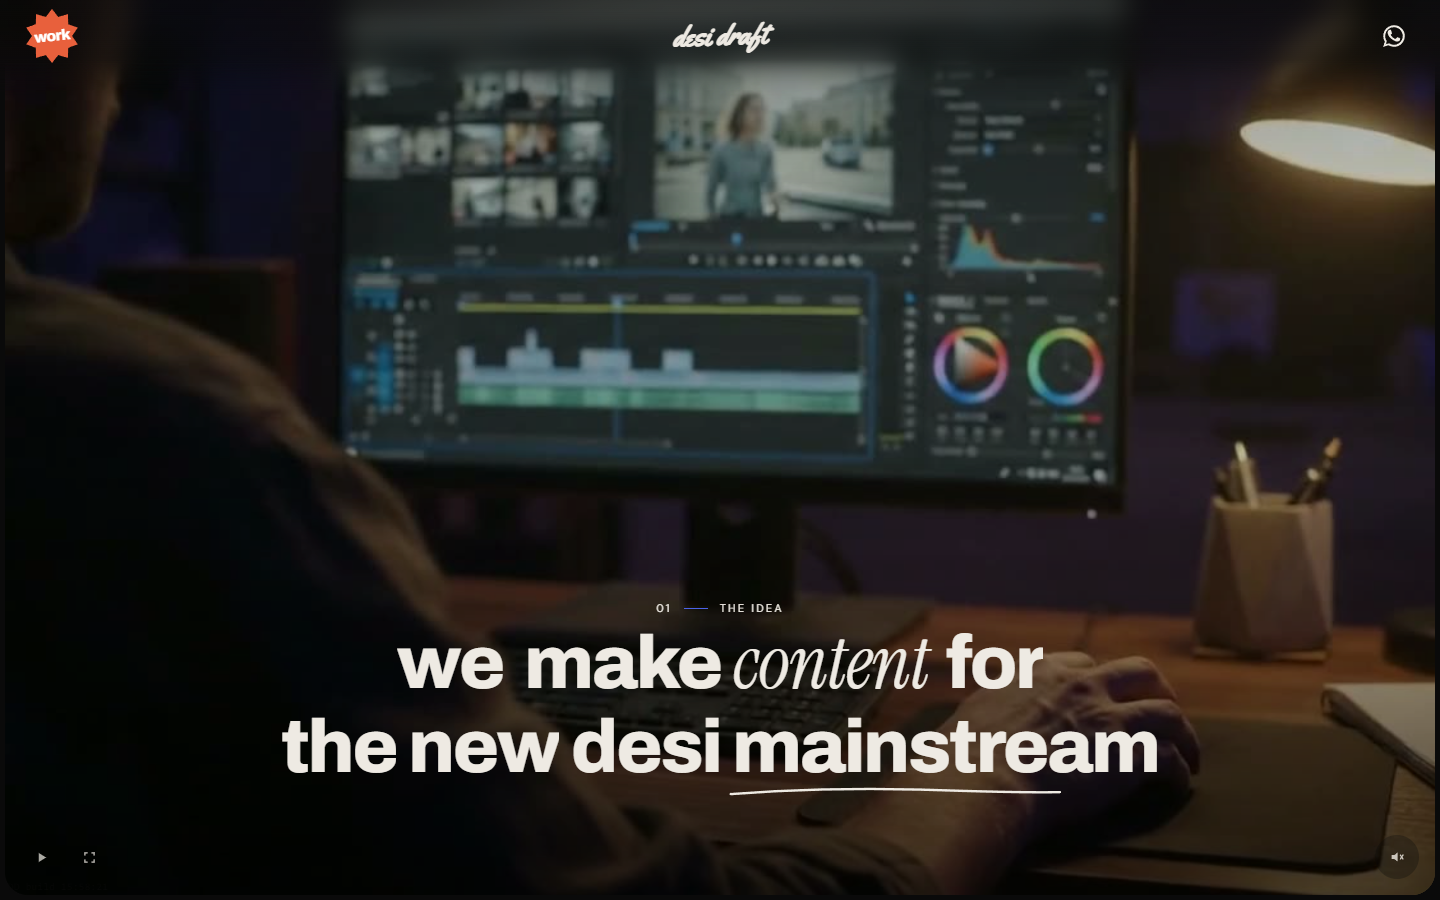 work
desi draft
01 THE IDEA
we make content for
the new desi mainstream